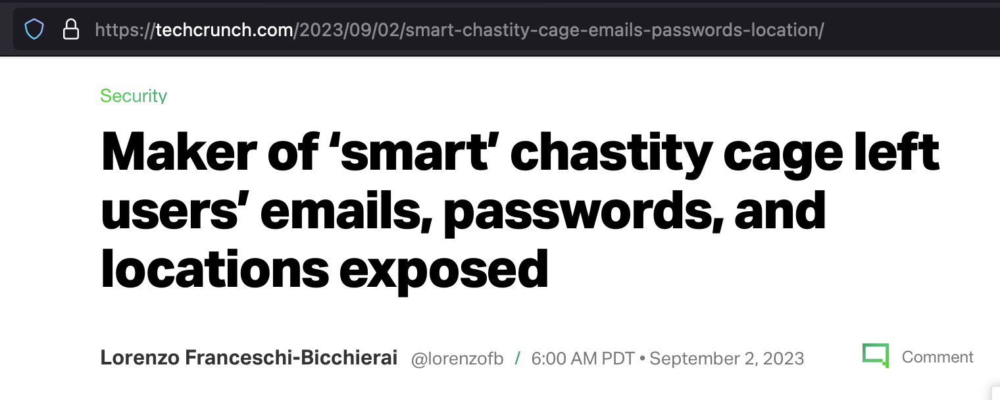 https://techcrunch.com/2023/09/02/smart-chastity-cage-emails-passwords-location/
Security
Maker of ‘smart’ chastity cage left
users’ emails, passwords, and
locations exposed
Lorenzo Franceschi-Bicchierai @lorenzofb / 6:00 AM PDT • September 2, 2023 Comment